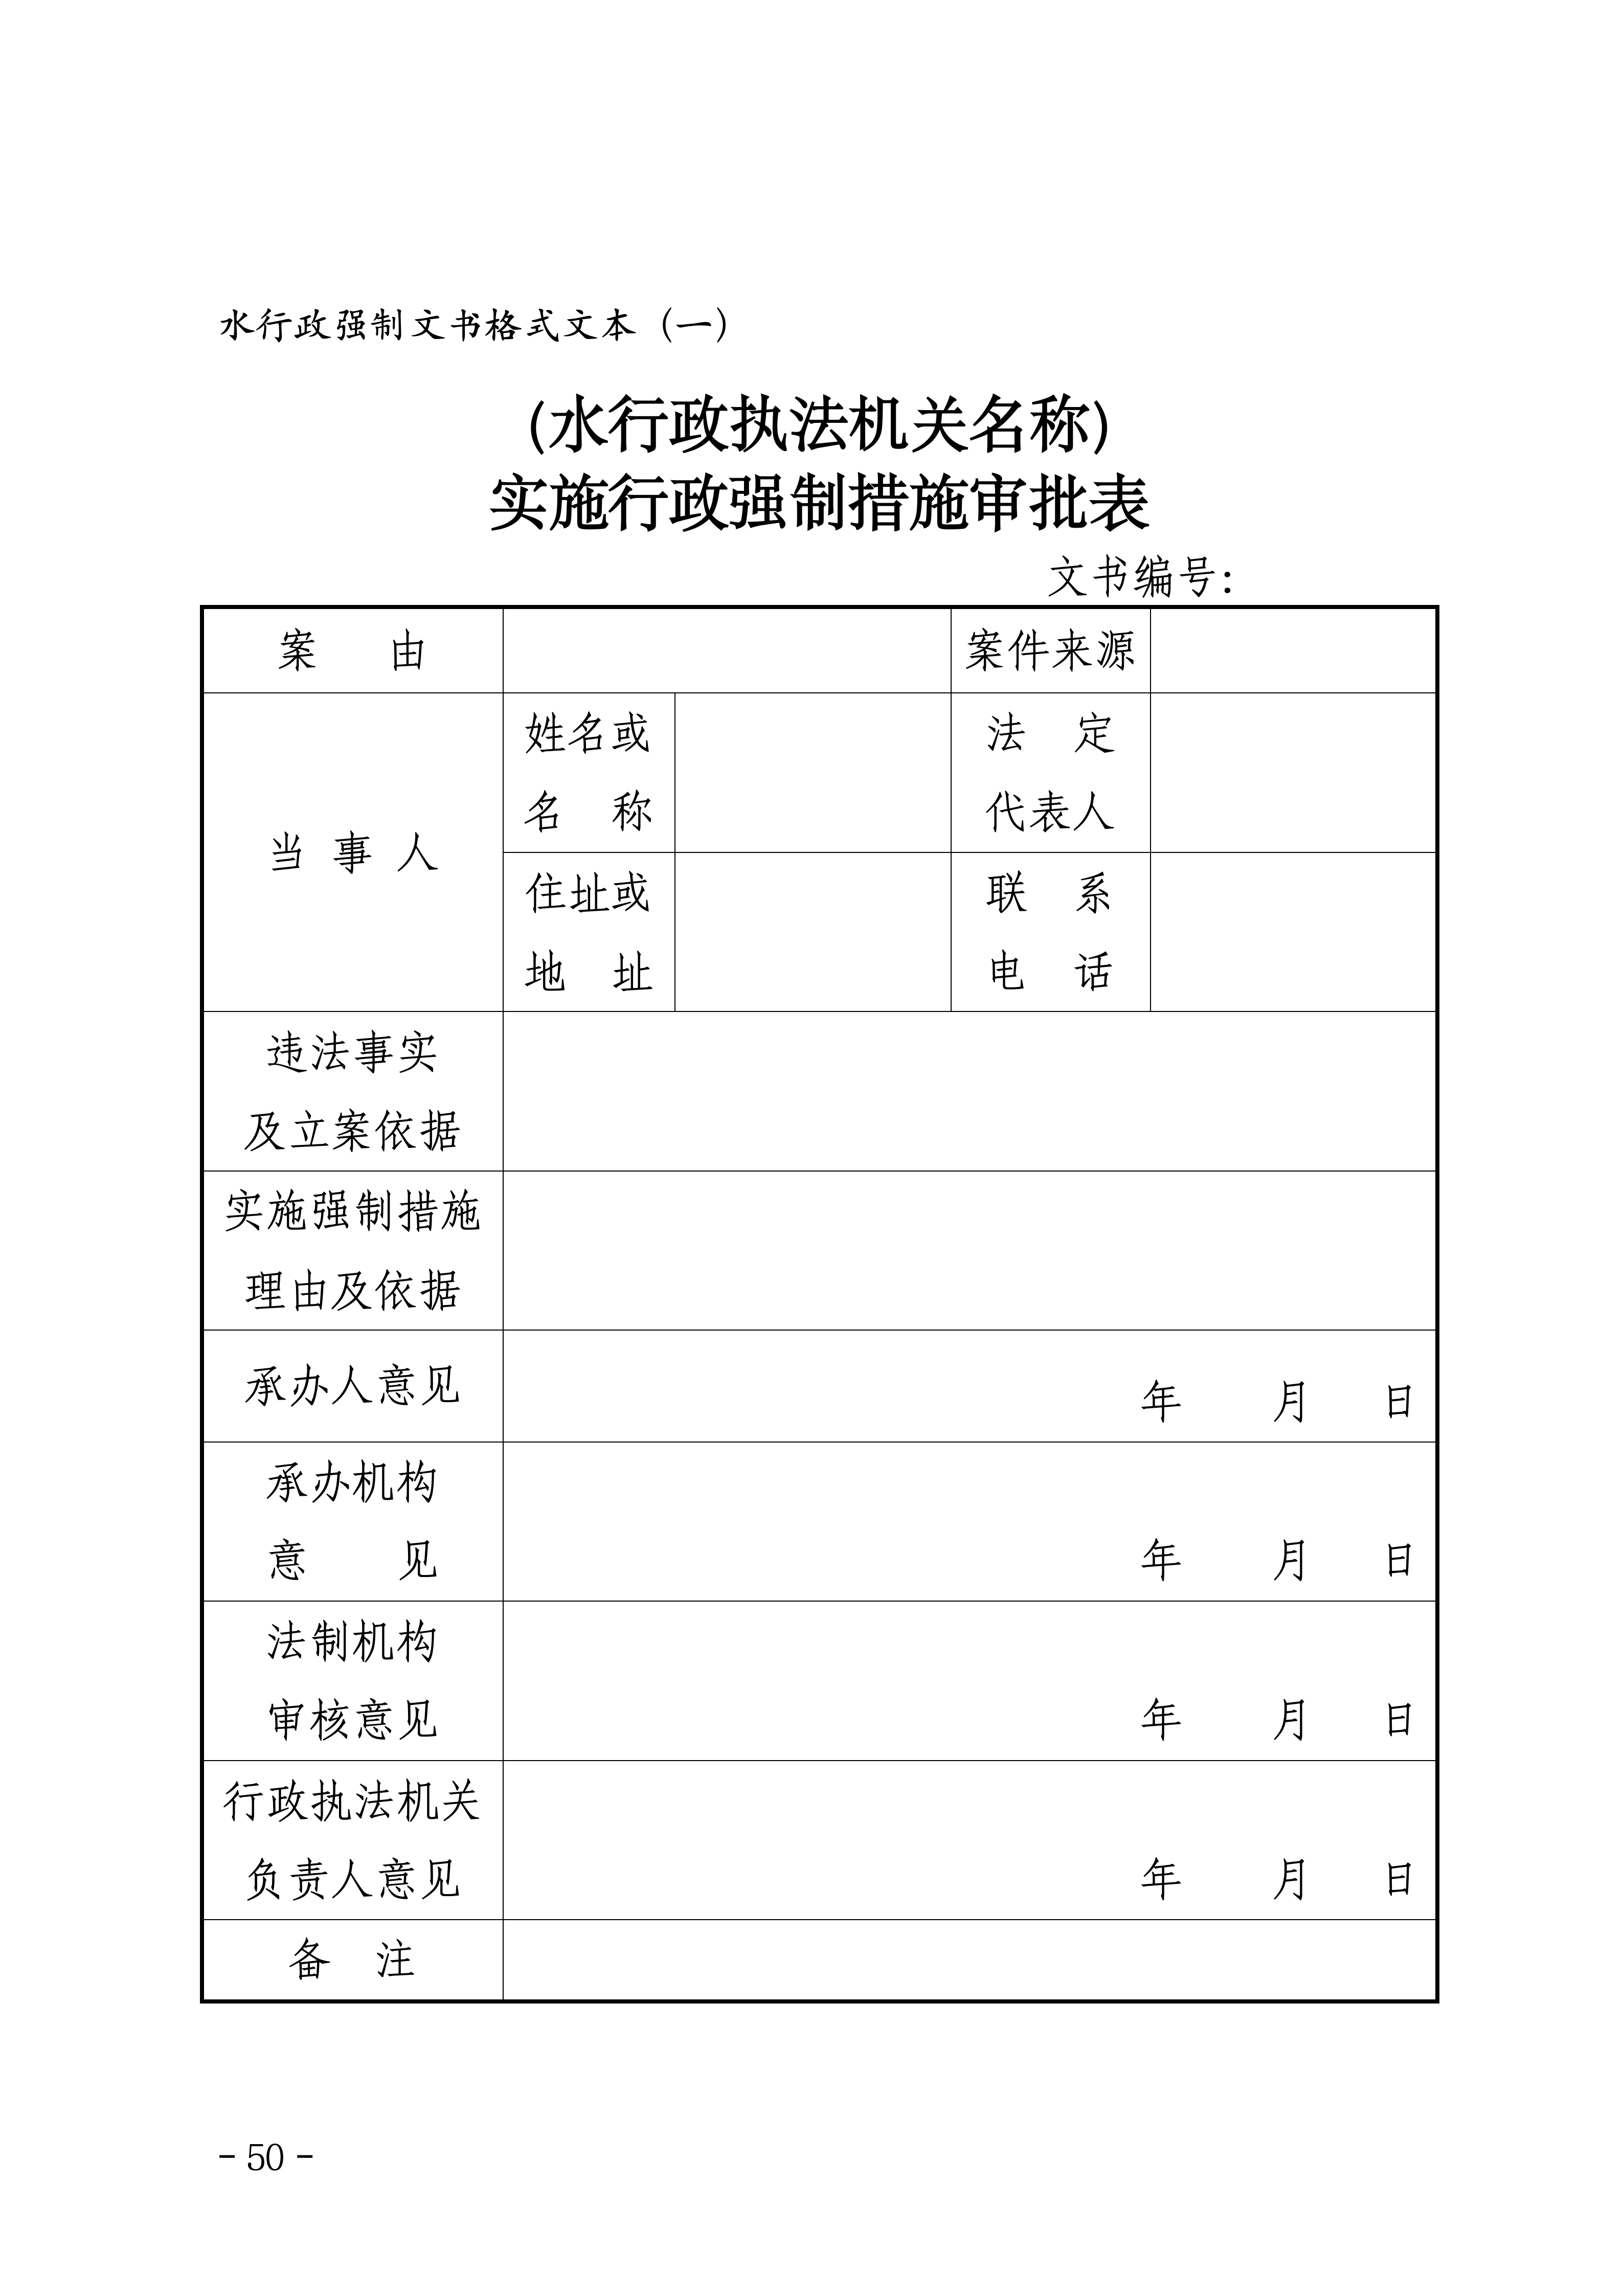 水行政强制文书格式文本（一）
（水行政执法机关名称）
实施行政强制措施审批表
文书编号：
案 由 案件来源
当 事 人
姓名或
名 称
法 定
代表人
住址或
地 址
联 系
电 话
违法事实
及立案依据
实施强制措施
理由及依据
承办人意见
年 月 日
承办机构
意 见
年 月 日
法制机构
审核意见
年 月 日
行政执法机关
负责人意见
年 月 日
备 注
- 50 -